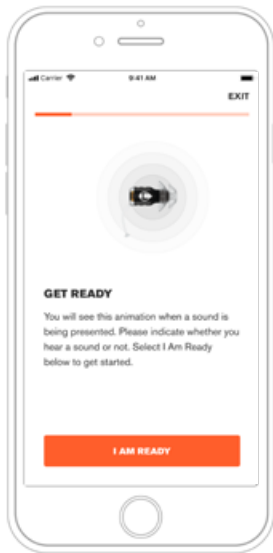 Carrier 9:41 AM
EXIT
GET READY
You will see this animation when a sound is
being presented. Please indicate whether you
hear a sound or not. Select I Am Ready
below to get started.
I AM READY